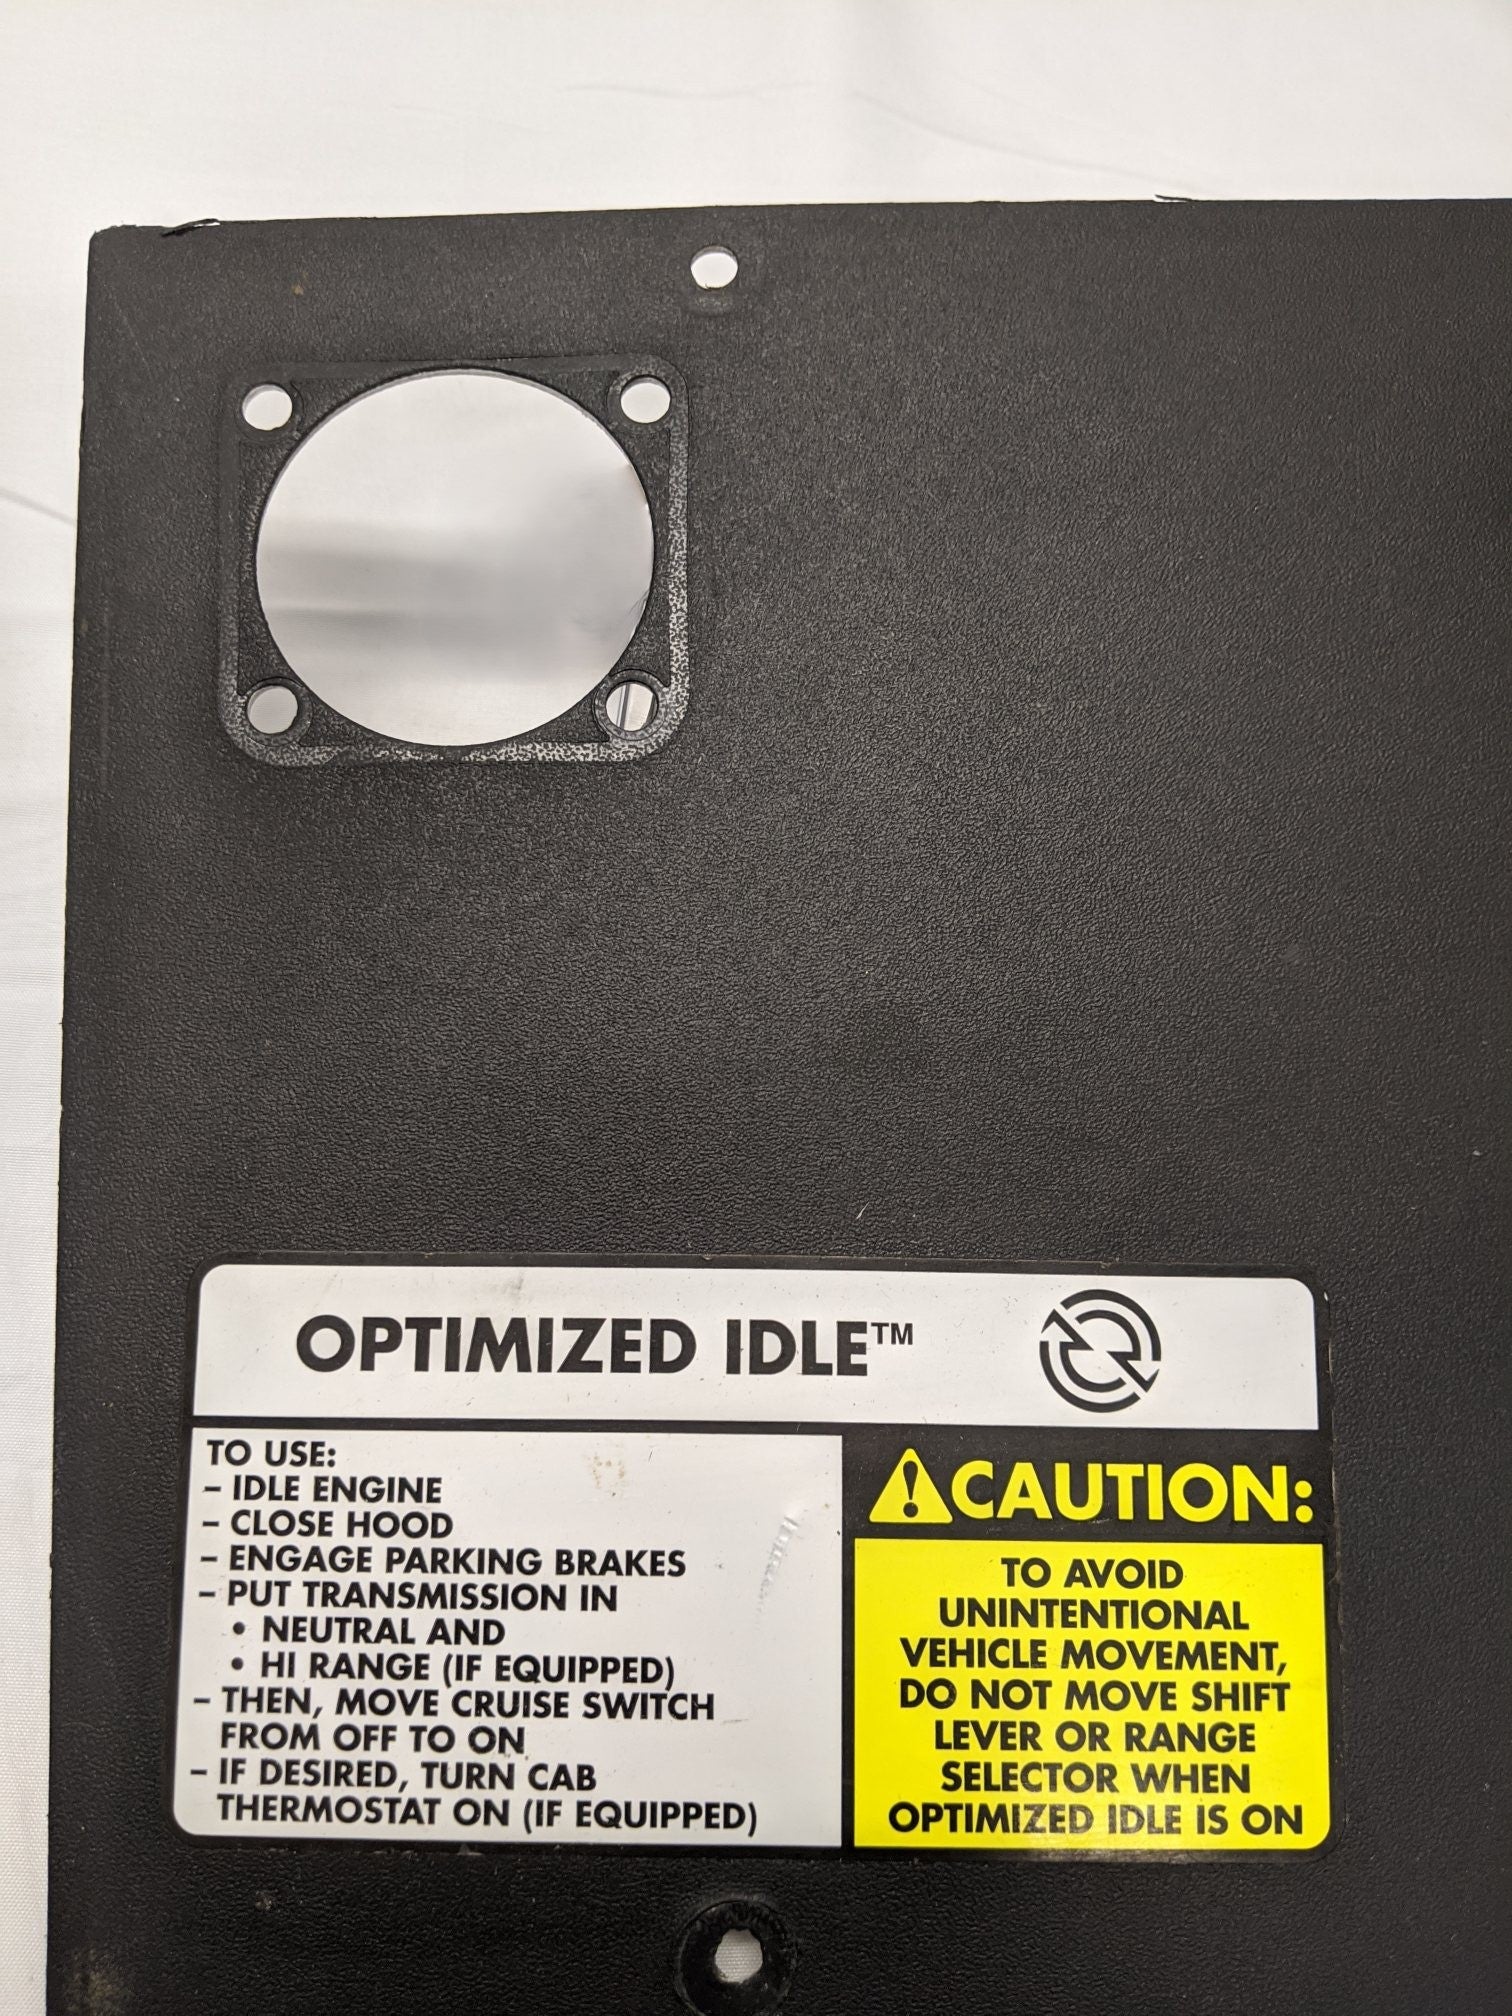 OPTIMIZED IDLE™
TO USE:
– IDLE ENGINE
– CLOSE HOOD
– ENGAGE PARKING BRAKES
– PUT TRANSMISSION IN
• NEUTRAL AND
• HI RANGE (IF EQUIPPED)
– THEN, MOVE CRUISE SWITCH
FROM OFF TO ON
– IF DESIRED, TURN CAB
THERMOSTAT ON (IF EQUIPPED)
CAUTION:
TO AVOID
UNINTENTIONAL
VEHICLE MOVEMENT,
DO NOT MOVE SHIFT
LEVER OR RANGE
SELECTOR WHEN
OPTIMIZED IDLE IS ON